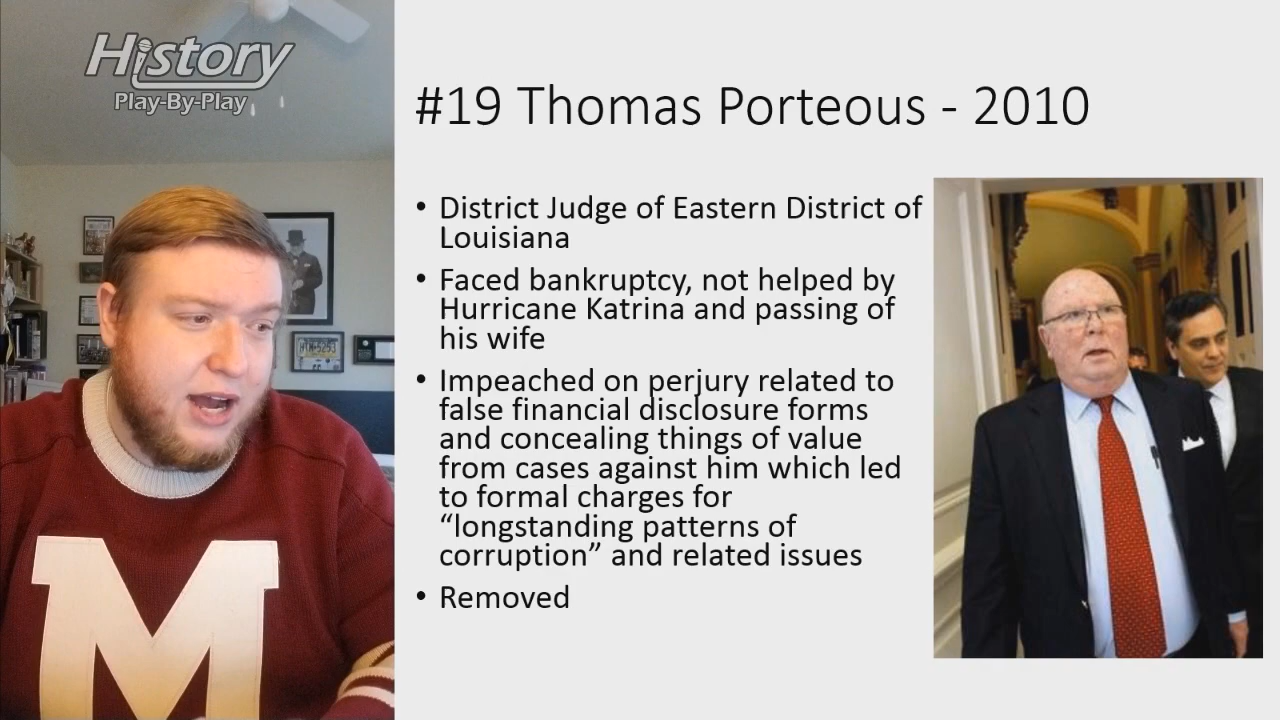 History
Play-By-Play
#19 Thomas Porteous - 2010
• District Judge of Eastern District of
Louisiana
• Faced bankruptcy, not helped by
Hurricane Katrina and passing of
his wife
• Impeached on perjury related to
false financial disclosure forms
and concealing things of value
from cases against him which led
to formal charges for
“longstanding patterns of
corruption” and related issues
• Removed
M